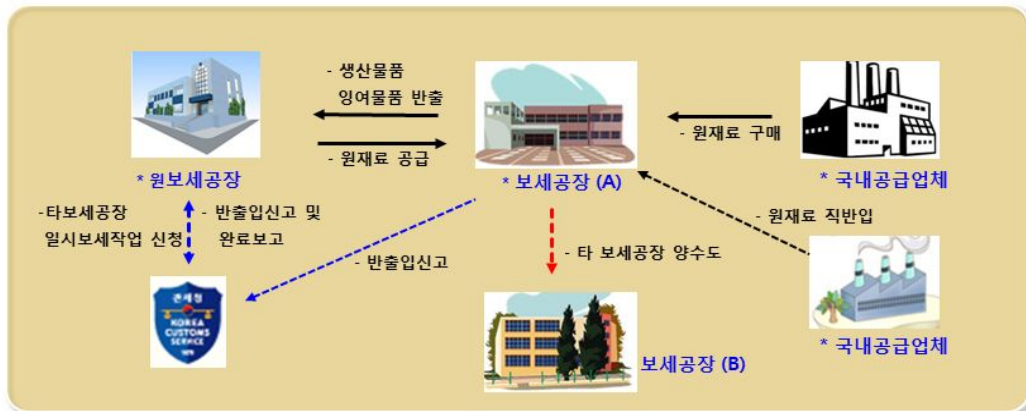 - 생산물품
잉여물품 반출
- 원재료 공급
- 원재료 구매
* 원보세공장
* 보세공장 (A)
* 국내공급업체
-타보세공장
일시보세작업 신청
- 반출입신고 및
완료보고
- 반출입신고
- 타 보세공장 양수도
- 원재료 직반입
관세청
KOREA
CUSTOMS
SERVICE
보세공장 (B)
* 국내공급업체